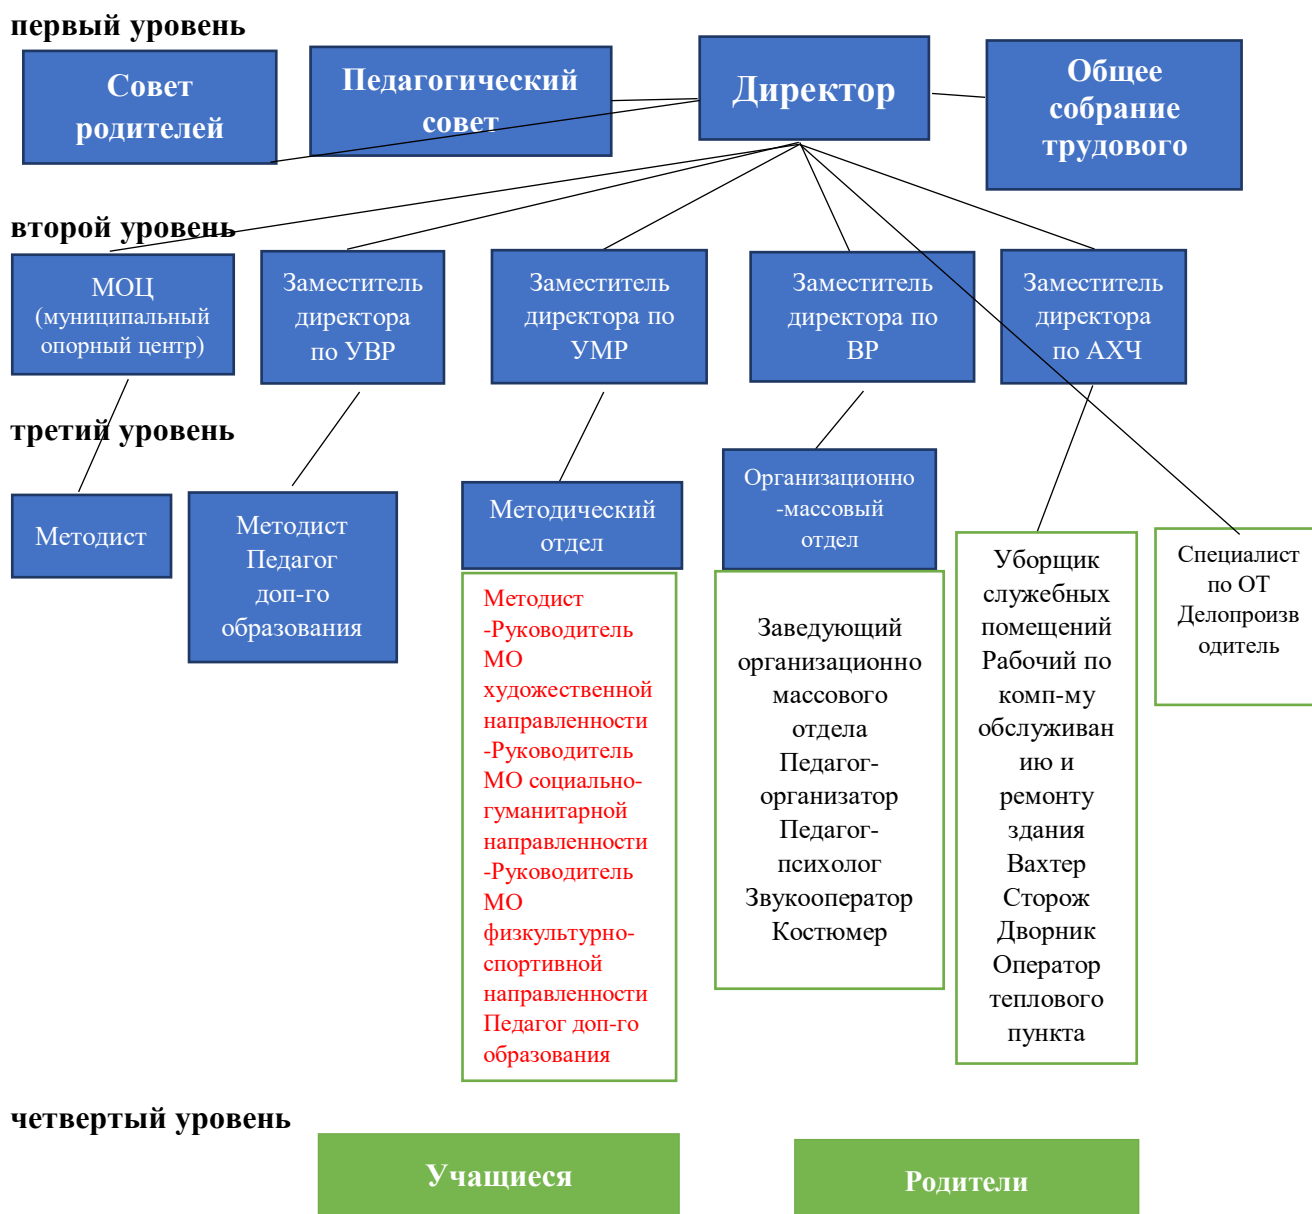 первый уровень
Совет
родителей
Педагогический
совет
Директор
Общее
собрание
трудового
второй уровень
МОЦ
(муниципальный
опорный центр)
Заместитель
директора
по УВР
Заместитель
директора по
УМР
Заместитель
директора по
ВР
Заместитель
директора
по АХЧ
третий уровень
Методист
Методист
Педагог
доп-го
образования
Методический
отдел
Методист
-Руководитель
МО
художественной
направленности
-Руководитель
МО социально-
гуманитарной
направленности
-Руководитель
МО
физкультурно-
спортивной
направленности
Педагог доп-го
образования
Организационно
-массовый
отдел
Заведующий
организационно
массового
отдела
Педагог-
организатор
Педагог-
психолог
Звукооператор
Костюмер
Уборщик
служебных
помещений
Рабочий по
комп-му
обслуживан
ию и
ремонту
здания
Вахтер
Сторож
Дворник
Оператор
теплового
пункта
Специалист
по ОТ
Делопроизв
одитель
четвертый уровень
Учащиеся
Родители